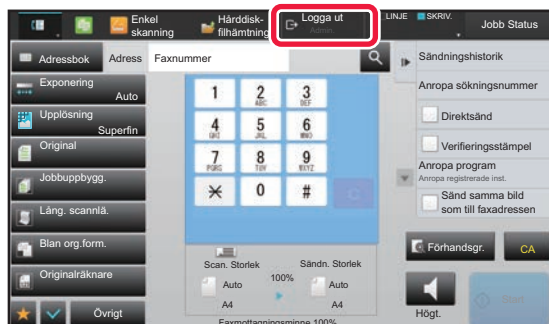 Enkel
skanning
Hårddisk-
filhämtning
Logga ut
Admin.
LINJE
SKRIV.
Jobb Status
Adressbok
Adress
Faxnummer
Sändningshistorik
Exponering
Auto
Anropa sökningsnummer
Upplösning
Superfin
Direktsänd
Original
Verifieringsstämpel
Jobbuppbygg.
Anropa program
Anropa registrerade inst.
Lång. scannlä.
Sänd samma bild
som till faxadressen
Blan org.form.
Originalräknare
Övrigt
1
2
ABC
3
DEF
4
GHI
5
JKL
6
MNO
7
PQRS
8
TUV
9
WXYZ
0
#
Scan. Storlek
Sändn. Storlek
100%
Auto
Auto
A4
A4
Faxmottagningsminne 100%
Förhandsgr.
CA
Högt.
Start